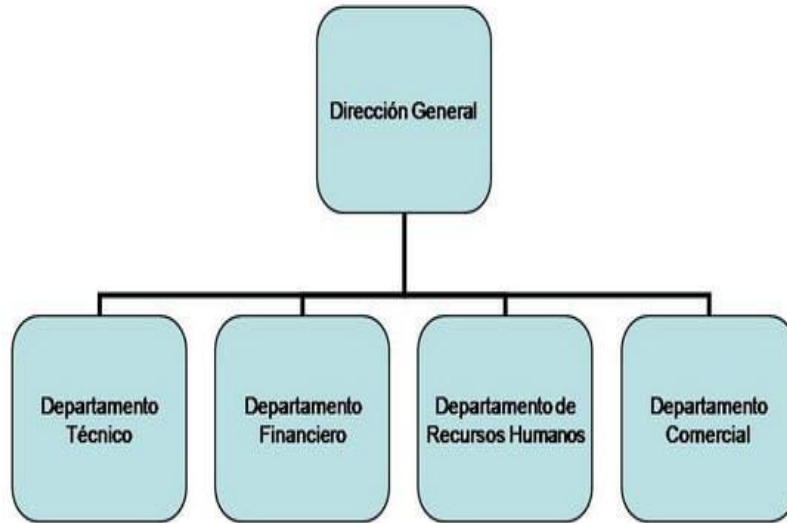 Dirección General
Departamento
Técnico
Departamento
Financiero
Departamento de
Recursos Humanos
Departamento
Comercial